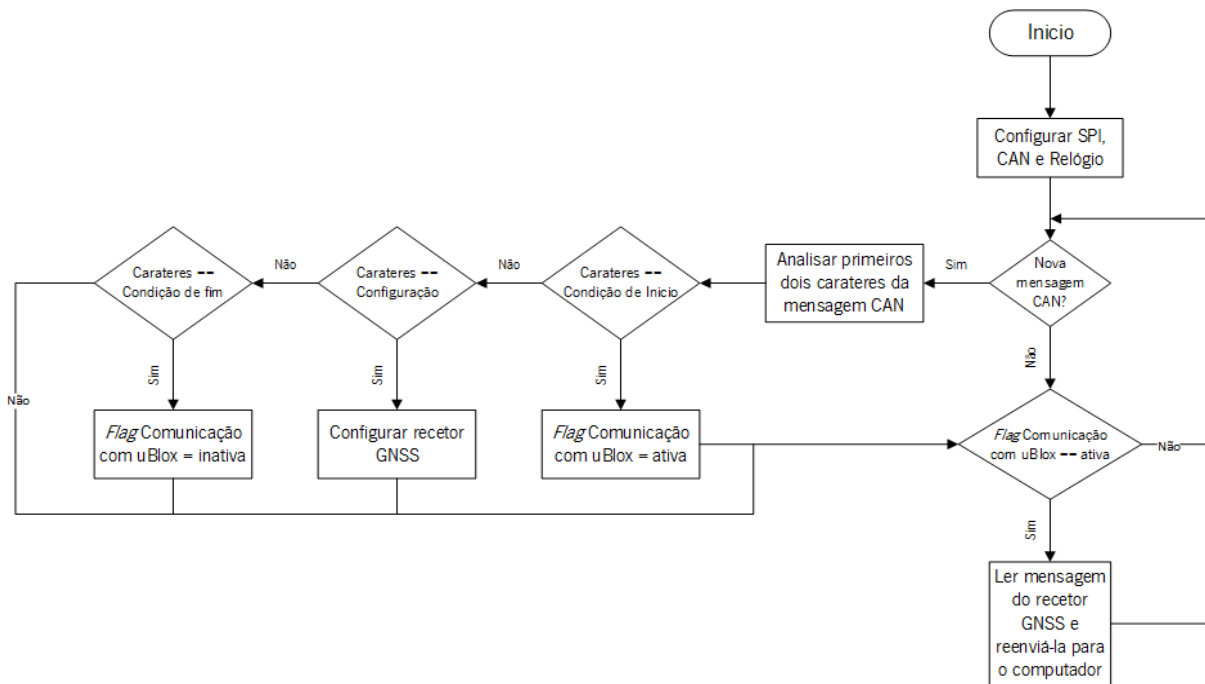 Inicio
Configurar SPI,
CAN e Relógio
Nova
mensagem
CAN?
Sim
Não
Analisar primeiros
dois carateres da
mensagem CAN
Carateres ==
Condição de Inicio
Não
Sim
Flag Comunicação
com uBlox = ativa
Carateres ==
Configuração
Não
Sim
Configurar recetor
GNSS
Carateres ==
Condição de fim
Não
Sim
Flag Comunicação
com uBlox = inativa
Flag Comunicação
com uBlox == ativa
Não
Sim
Ler mensagem
do recetor
GNSS e
reenviá-la para
o computador